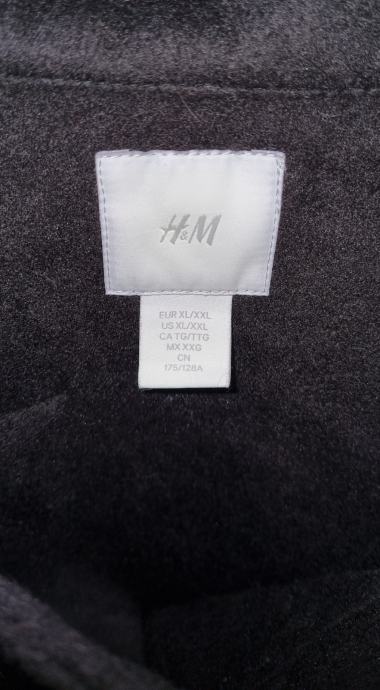 H&M
EUR XL/XXL
US XL/XXL
CA TG/TTG
MX XXG
CN
175/128A